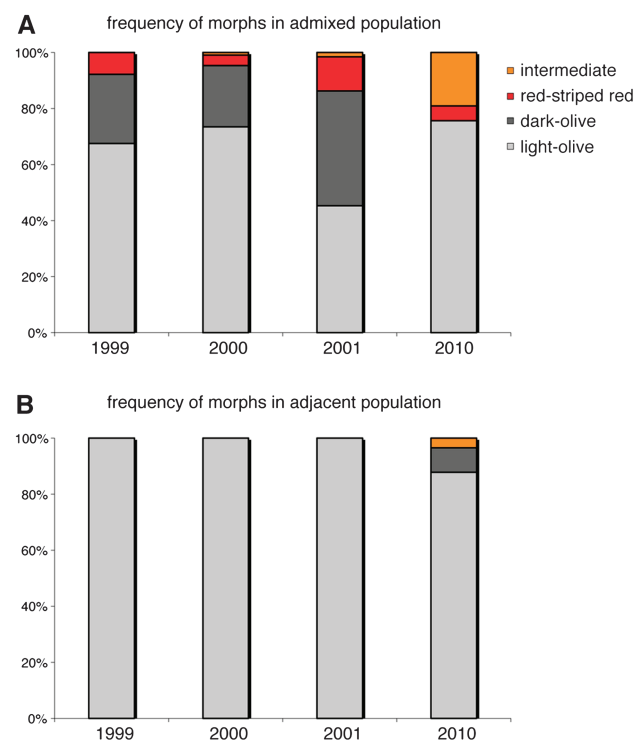 A frequency of morphs in admixed population
100%
80%
60%
40%
20%
0%
1999 2000 2001 2010
intermediate
red-striped red
dark-olive
light-olive
B frequency of morphs in adjacent population
100%
80%
60%
40%
20%
0%
1999 2000 2001 2010